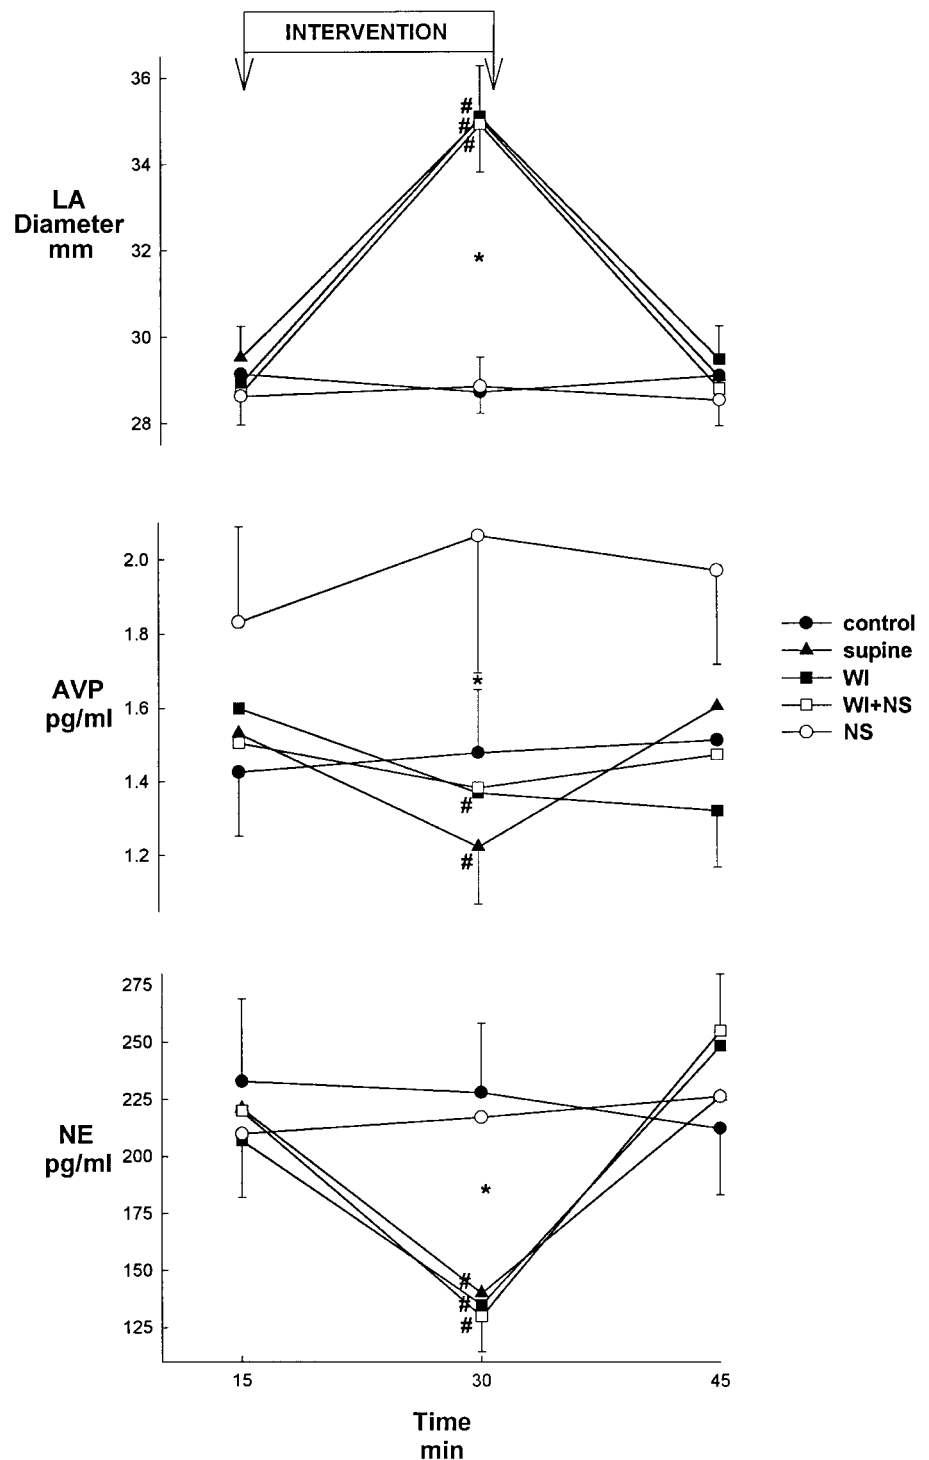 INTERVENTION
36
34
32
30
28
LA
Diameter
mm
#
#
#
*
2.0
1.8
1.6
1.4
1.2
AVP
pg/ml
*
#
#
control
supine
WI
WI+NS
NS
275
250
225
200
175
150
125
NE
pg/ml
*
#
#
#
15
30
45
Time
min